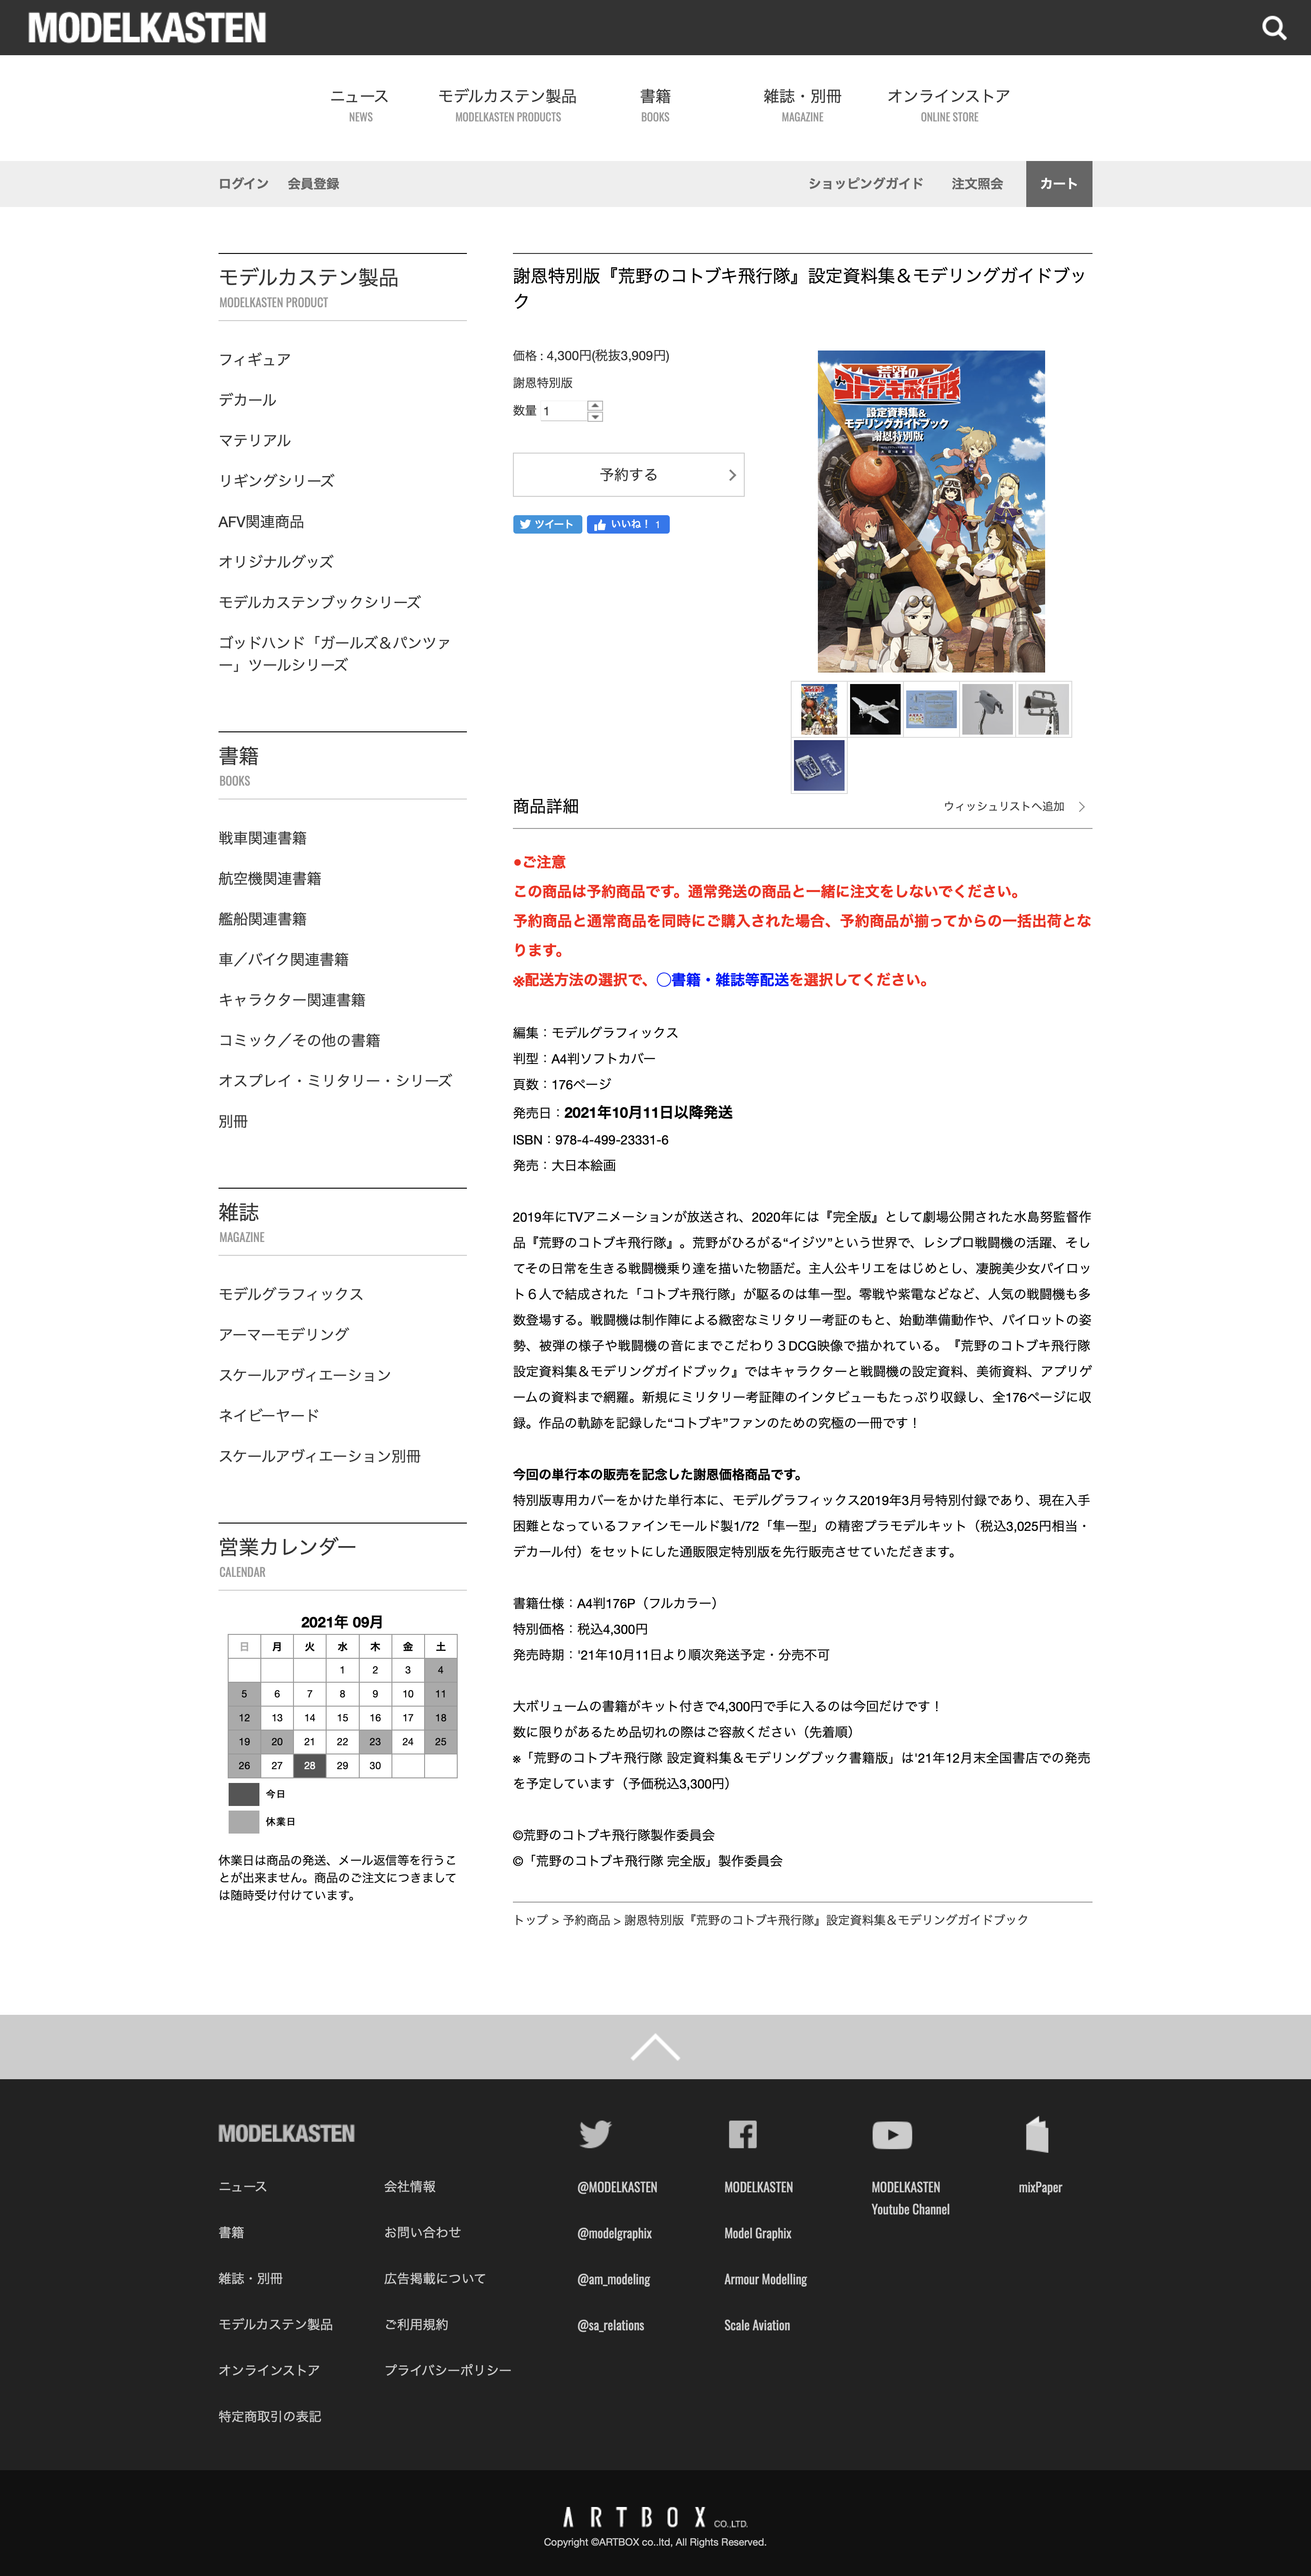 MODELKASTEN
ニュース
NEWS
モデルカステン製品
MODELKASTEN PRODUCTS
書籍
BOOKS
雑誌・別冊
MAGAZINE
オンラインストア
ONLINE STORE
ログイン 会員登録 ショッピングガイド 注文照会 カート
モデルカステン製品
MODELKASTEN PRODUCT
フィギュア
デカール
マテリアル
リギングシリーズ
AFV関連商品
オリジナルグッズ
モデルカステンブックシリーズ
ゴッドハンド「ガールズ＆パンツァ
ー」ツールシリーズ
書籍
BOOKS
戦車関連書籍
航空機関連書籍
艦船関連書籍
車／バイク関連書籍
キャラクター関連書籍
コミック／その他の書籍
オスプレイ・ミリタリー・シリーズ
別冊
雑誌
MAGAZINE
モデルグラフィックス
アーマーモデリング
スケールアヴィエーション
ネイビーヤード
スケールアヴィエーション別冊
営業カレンダー
CALENDAR
2021年 09月
日 月 火 水 木 金 土
1 2 3 4
5 6 7 8 9 10 11
12 13 14 15 16 17 18
19 20 21 22 23 24 25
26 27 28 29 30
今日
休業日
休業日は商品の発送、メール返信等を行うこ
とが出来ません。商品のご注文につきまして
は随時受け付けています。
謝恩特別版『荒野のコトブキ飛行隊』設定資料集＆モデリングガイドブッ
ク
価格 : 4,300円(税抜3,909円)
謝恩特別版
数量 1
予約する
ツイート いいね！ 1
荒野の
コトブキ飛行隊
設定資料集&
モデリングガイドブック
謝恩特別版
商品詳細
ウィッシュリストへ追加
●ご注意
この商品は予約商品です。通常発送の商品と一緒に注文をしないでください。
予約商品と通常商品を同時にご購入された場合、予約商品が揃ってからの一括出荷とな
ります。
※配送方法の選択で、◯書籍・雑誌等配送を選択してください。
編集：モデルグラフィックス
判型：A4判ソフトカバー
頁数：176ページ
発売日：2021年10月11日以降発送
ISBN：978-4-499-23331-6
発売：大日本絵画
2019年にTVアニメーションが放送され、2020年には『完全版』として劇場公開された水島努監督作
品『荒野のコトブキ飛行隊』。荒野がひろがる“イジツ”という世界で、レシプロ戦闘機の活躍、そし
てその日常を生きる戦闘機乗り達を描いた物語だ。主人公キリエをはじめとし、凄腕美少女パイロッ
ト６人で結成された「コトブキ飛行隊」が駆るのは隼一型。零戦や紫電などなど、人気の戦闘機も多
数登場する。戦闘機は制作陣による緻密なミリタリー考証のもと、始動準備動作や、パイロットの姿
勢、被弾の様子や戦闘機の音にまでこだわり３DCG映像で描かれている。『荒野のコトブキ飛行隊
設定資料集＆モデリングガイドブック』ではキャラクターと戦闘機の設定資料、美術資料、アプリゲ
ームの資料まで網羅。新規にミリタリー考証陣のインタビューもたっぷり収録し、全176ページに収
録。作品の軌跡を記録した“コトブキ”ファンのための究極の一冊です！
今回の単行本の販売を記念した謝恩価格商品です。
特別版専用カバーをかけた単行本に、モデルグラフィックス2019年3月号特別付録であり、現在入手
困難となっているファインモールド製1/72「隼一型」の精密プラモデルキット（税込3,025円相当・
デカール付）をセットにした通販限定特別版を先行販売させていただきます。
書籍仕様：A4判176P（フルカラー）
特別価格：税込4,300円
発売時期：'21年10月11日より順次発送予定・分売不可
大ボリュームの書籍がキット付きで4,300円で手に入るのは今回だけです！
数に限りがあるため品切れの際はご容赦ください（先着順）
※「荒野のコトブキ飛行隊 設定資料集＆モデリングブック書籍版」は'21年12月末全国書店での発売
を予定しています（予価税込3,300円）
©荒野のコトブキ飛行隊製作委員会
©「荒野のコトブキ飛行隊 完全版」製作委員会
トップ > 予約商品 > 謝恩特別版『荒野のコトブキ飛行隊』設定資料集＆モデリングガイドブック
MODELKASTEN
ニュース
書籍
雑誌・別冊
モデルカステン製品
オンラインストア
特定商取引の表記
会社情報
お問い合わせ
広告掲載について
ご利用規約
プライバシーポリシー
@MODELKASTEN
@modelgraphix
@am_modeling
@sa_relations
MODELKASTEN
Model Graphix
Armour Modelling
Scale Aviation
MODELKASTEN
Youtube Channel
mixPaper
ARTBOX CO.,LTD.
Copyright ©ARTBOX co..ltd, All Rights Reserved.